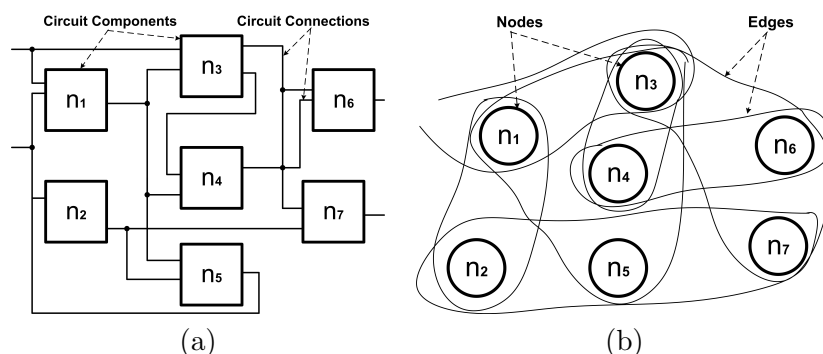 Circuit Components
Circuit Connections
n3
n1
n6
n4
n2
n7
n5
(a)
Nodes
Edges
n3
n1
n6
n4
n7
n2
n5
(b)